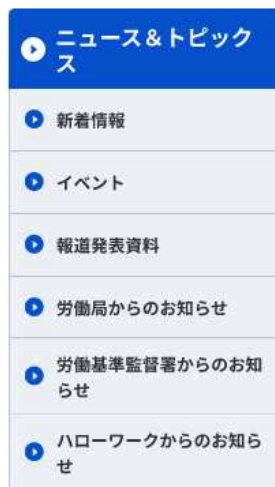 ニュース＆トピック
ス
新着情報
イベント
報道発表資料
労働局からのお知らせ
労働基準監督署からのお知
らせ
ハローワークからのお知ら
せ